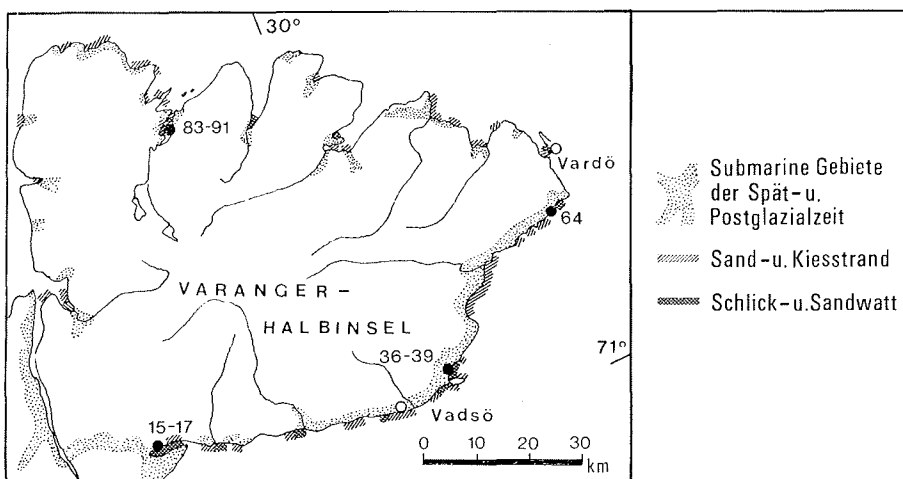 30°
83-91
Vardö
64
VARANGER-
HALBINSEL
71°
36-39
Vadsö
15-17
0 10 20 30
km
Submarine Gebiete
der Spät-u.
Postglazialzeit
Sand-u. Kiesstrand
Schlick-u.Sandwatt